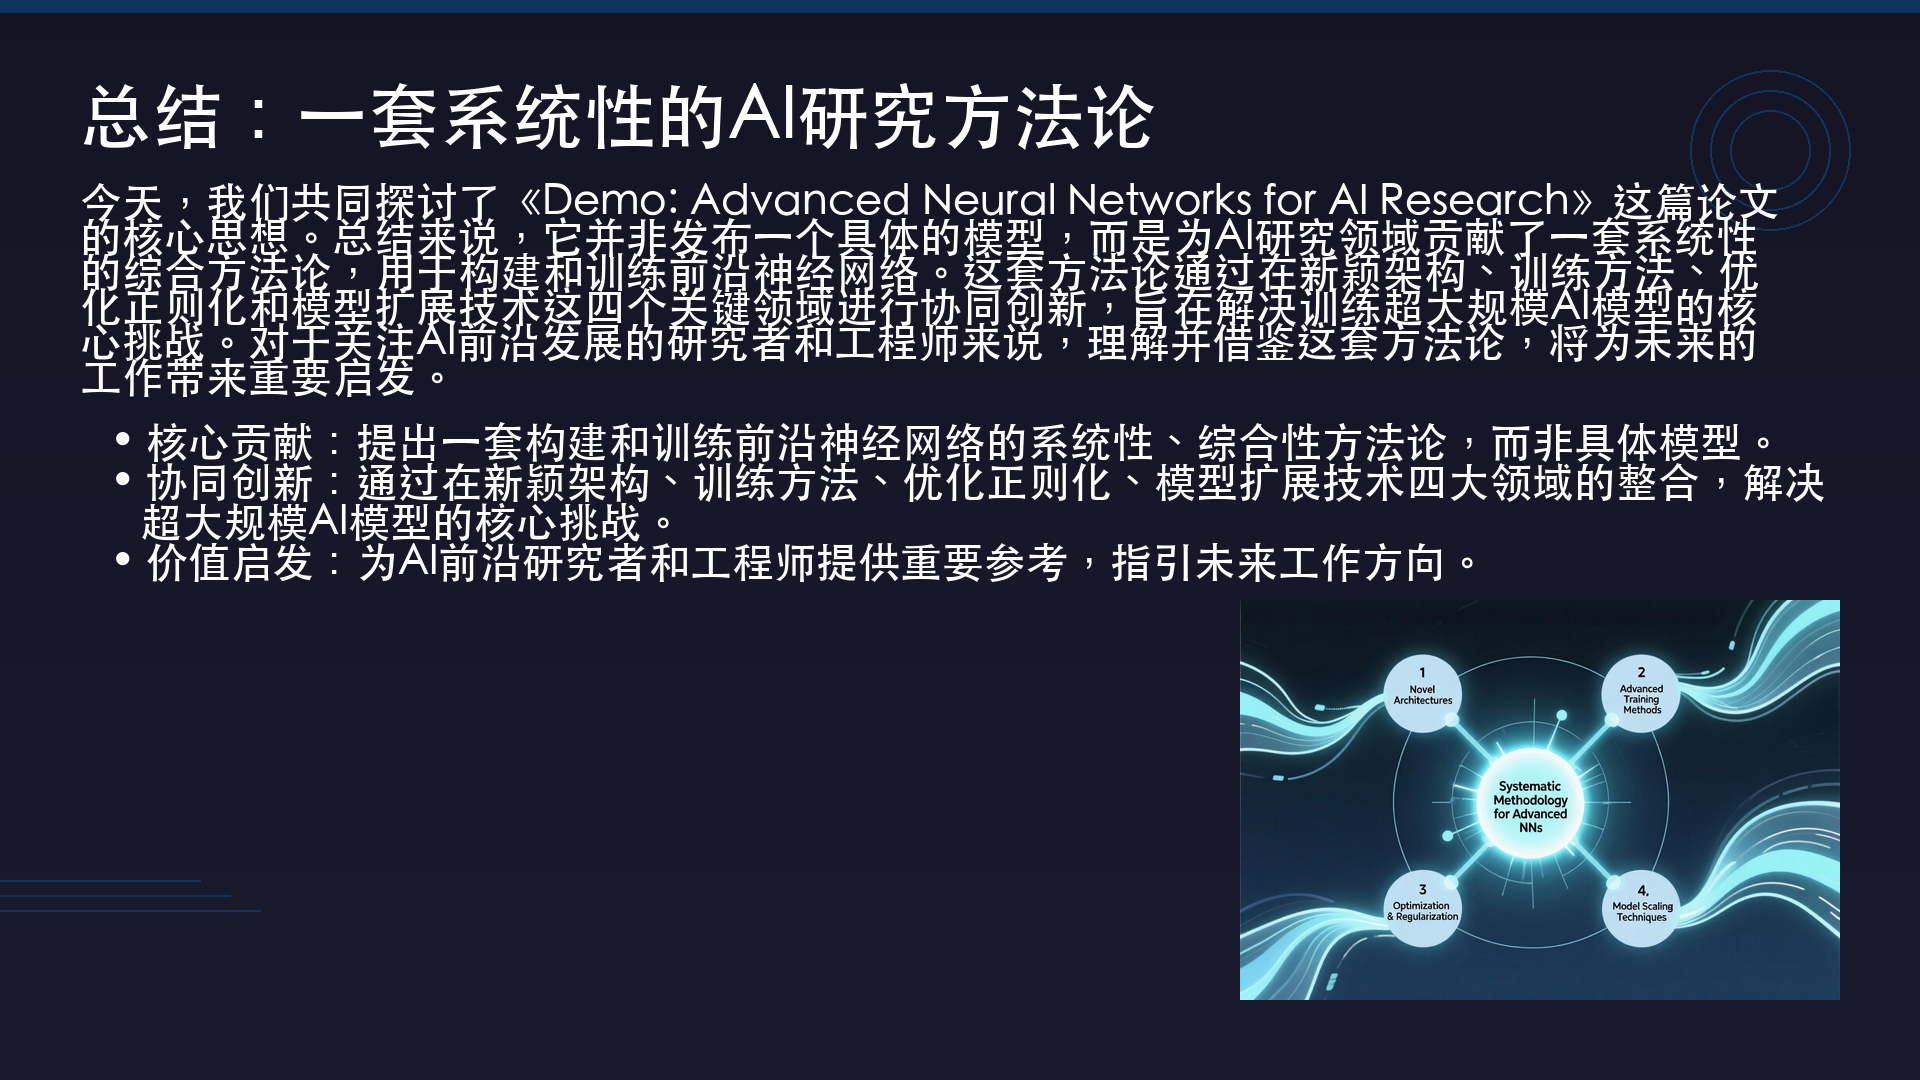 总结：一套系统性的AI研究方法论
今天，我们共同探讨了《Demo: Advanced Neural Networks for AI Research》这篇论文
的核心思想。总结来说，它并非发布一个具体的模型，而是为AI研究领域贡献了一套系统性
的综合方法论，用于构建和训练前沿神经网络。这套方法论通过在新颖架构、训练方法、优
化正则化和模型扩展技术这四个关键领域进行协同创新，旨在解决训练超大规模AI模型的核
心挑战。对于关注AI前沿发展的研究者和工程师来说，理解并借鉴这套方法论，将为未来的
工作带来重要启发。
• 核心贡献：提出一套构建和训练前沿神经网络的系统性、综合性方法论，而非具体模型。
• 协同创新：通过在新颖架构、训练方法、优化正则化、模型扩展技术四大领域的整合，解决
超大规模AI模型的核心挑战。
• 价值启发：为AI前沿研究者和工程师提供重要参考，指引未来工作方向。
1
Novel
Architectures
2
Advanced
Training
Methods
Systematic
Methodology
for Advanced
NNs
3
Optimization
& Regularization
4.
Model Scaling
Techniques